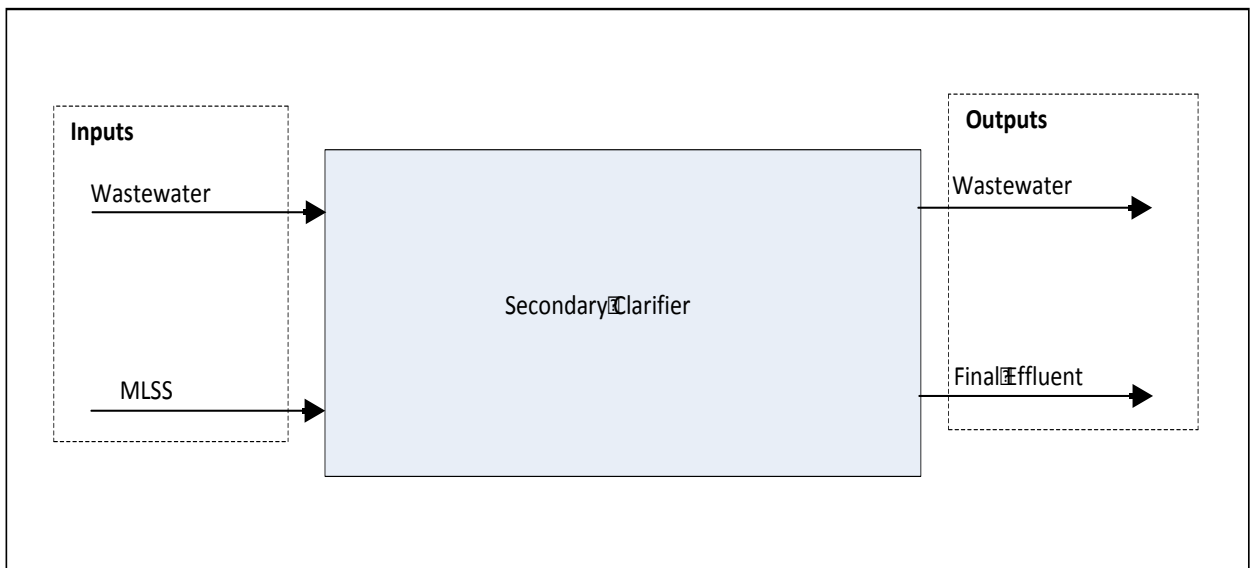 Inputs
Outputs
Wastewater
Wastewater
Secondary Clarifier
MLSS
Final Effluent